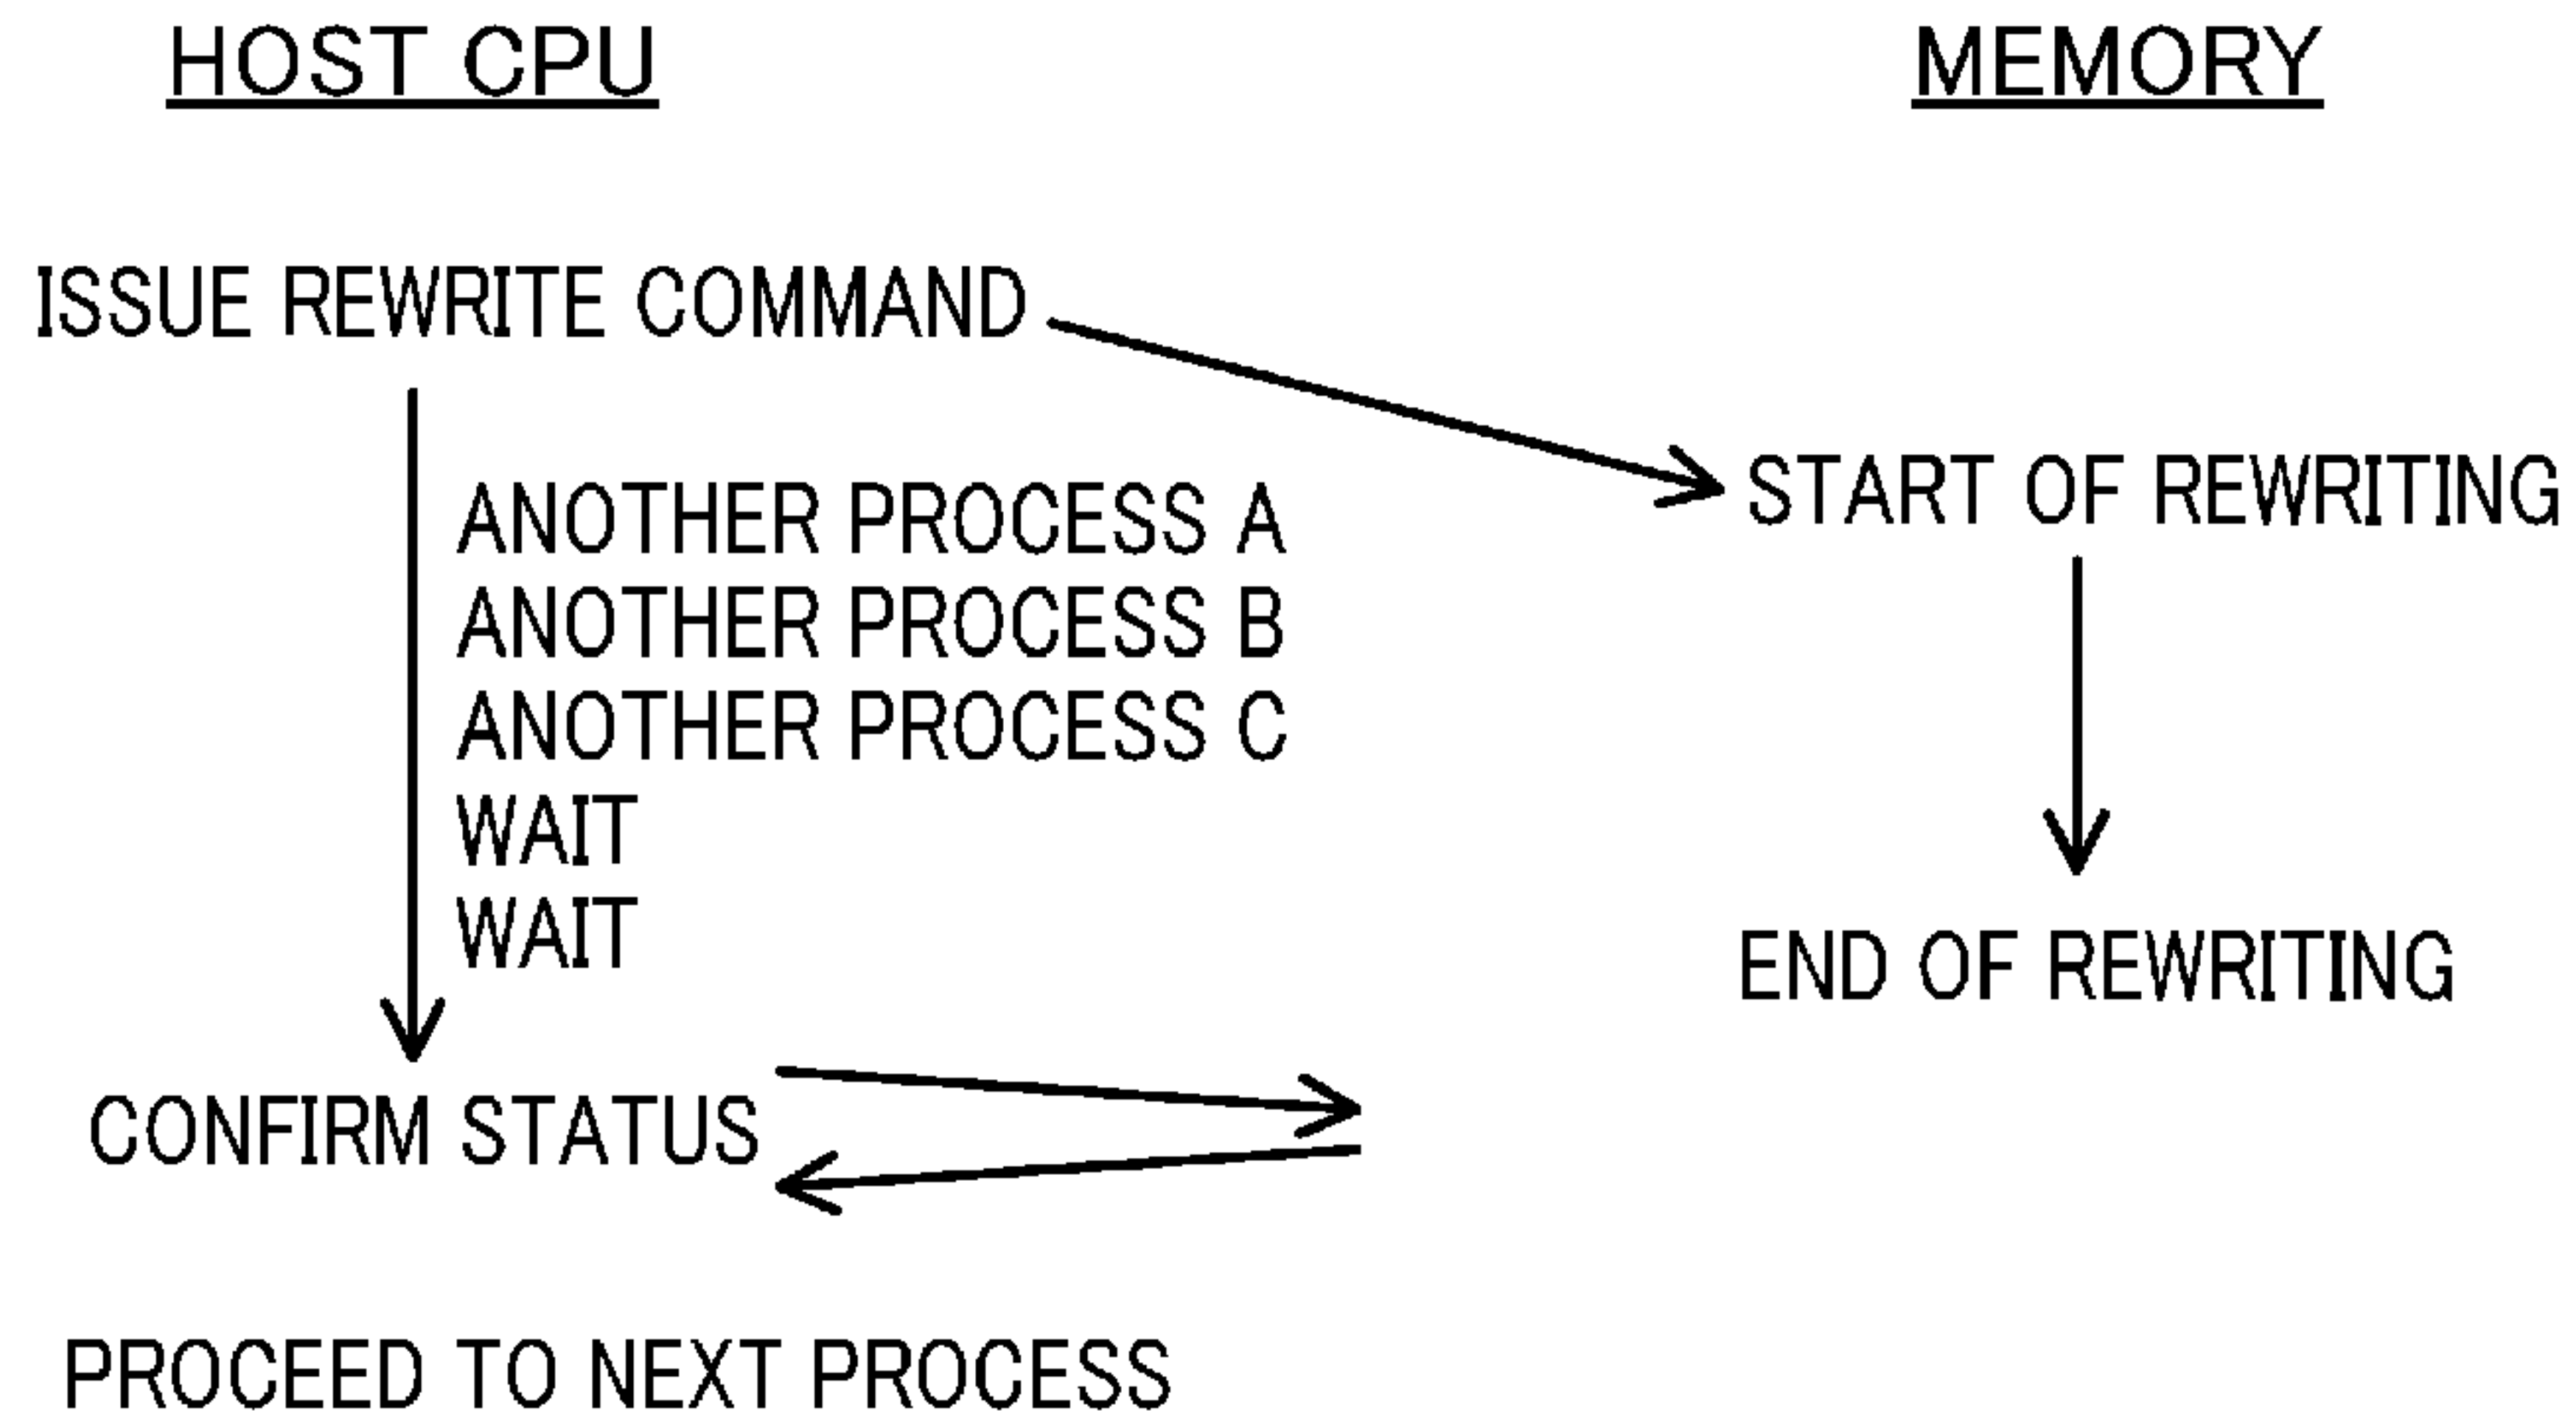 HOST CPU
MEMORY
ISSUE REWRITE COMMAND
START OF REWRITING
ANOTHER PROCESS A
ANOTHER PROCESS B
ANOTHER PROCESS C
WAIT
WAIT
END OF REWRITING
CONFIRM STATUS
PROCEED TO NEXT PROCESS